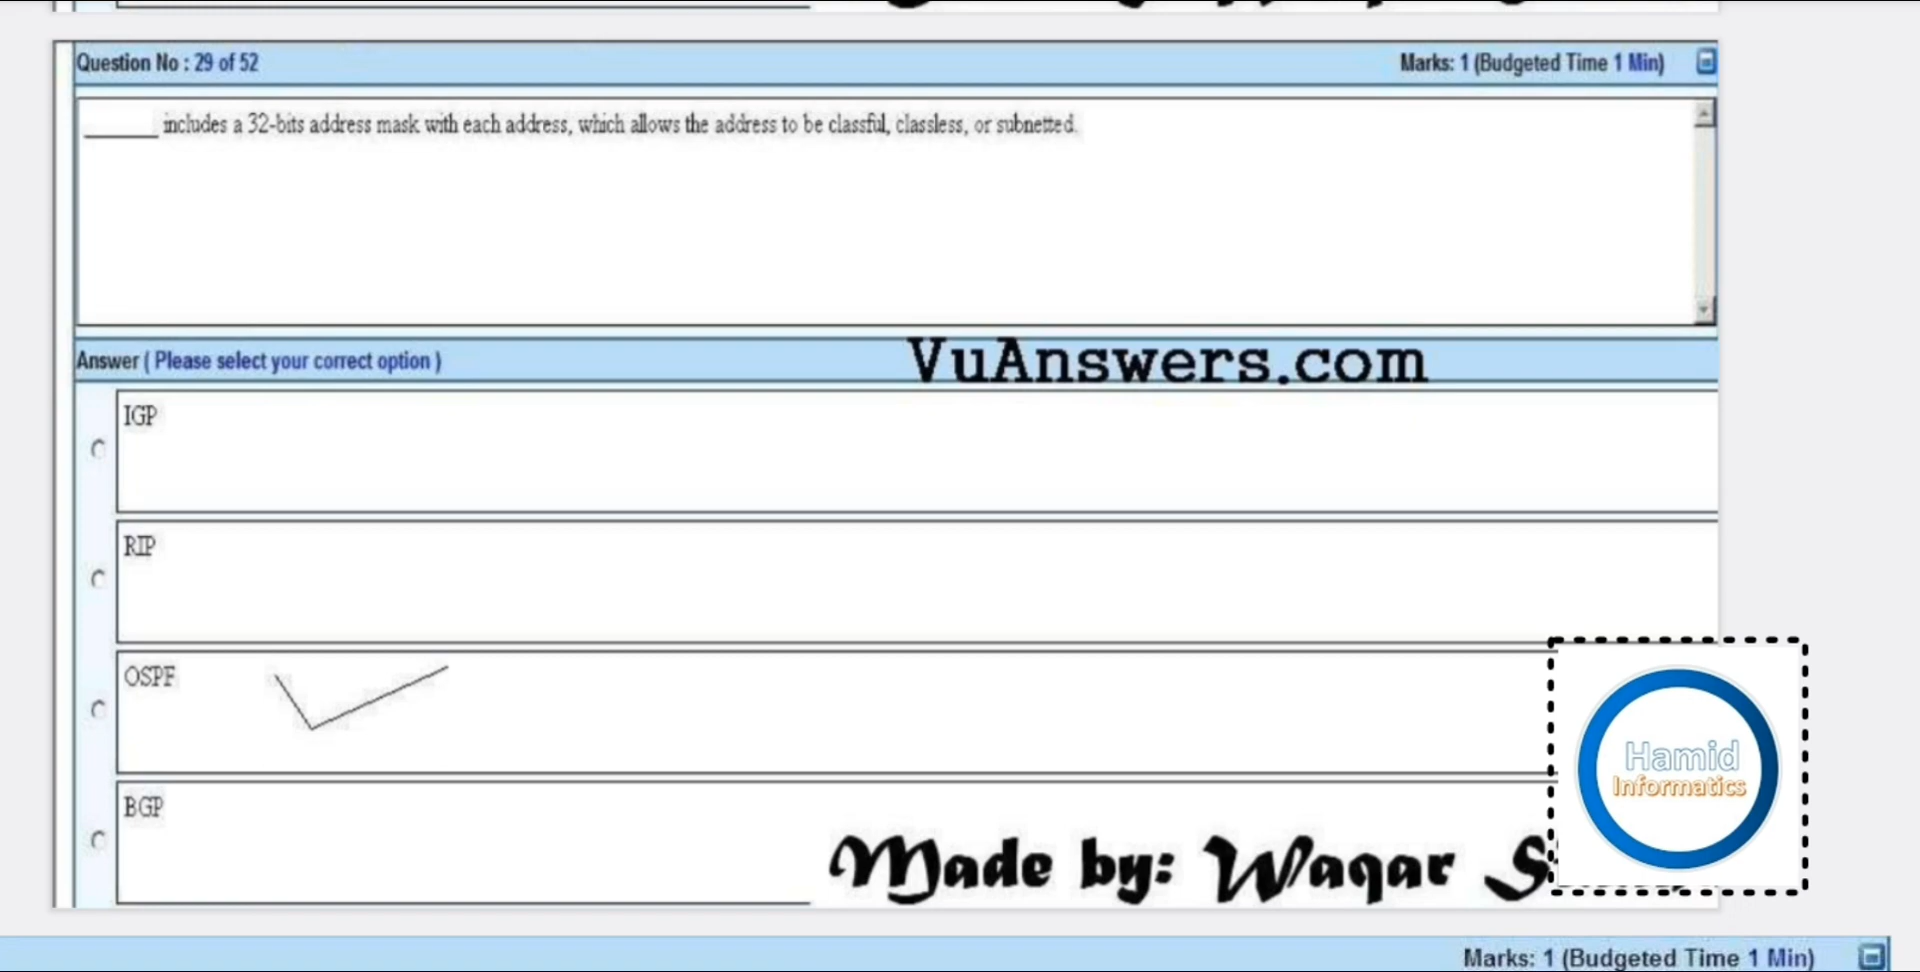 Question No : 29 of 52
Marks: 1 (Budgeted Time 1 Min)
______ includes a 32-bits address mask with each address, which allows the address to be classful, classless, or subnetted.
Answer ( Please select your correct option )
VuAnswers.com
IGP
RIP
OSPF
BGP
Made by: Waqar
Hamid
Informatics
Marks: 1 (Budgeted Time 1 Min)